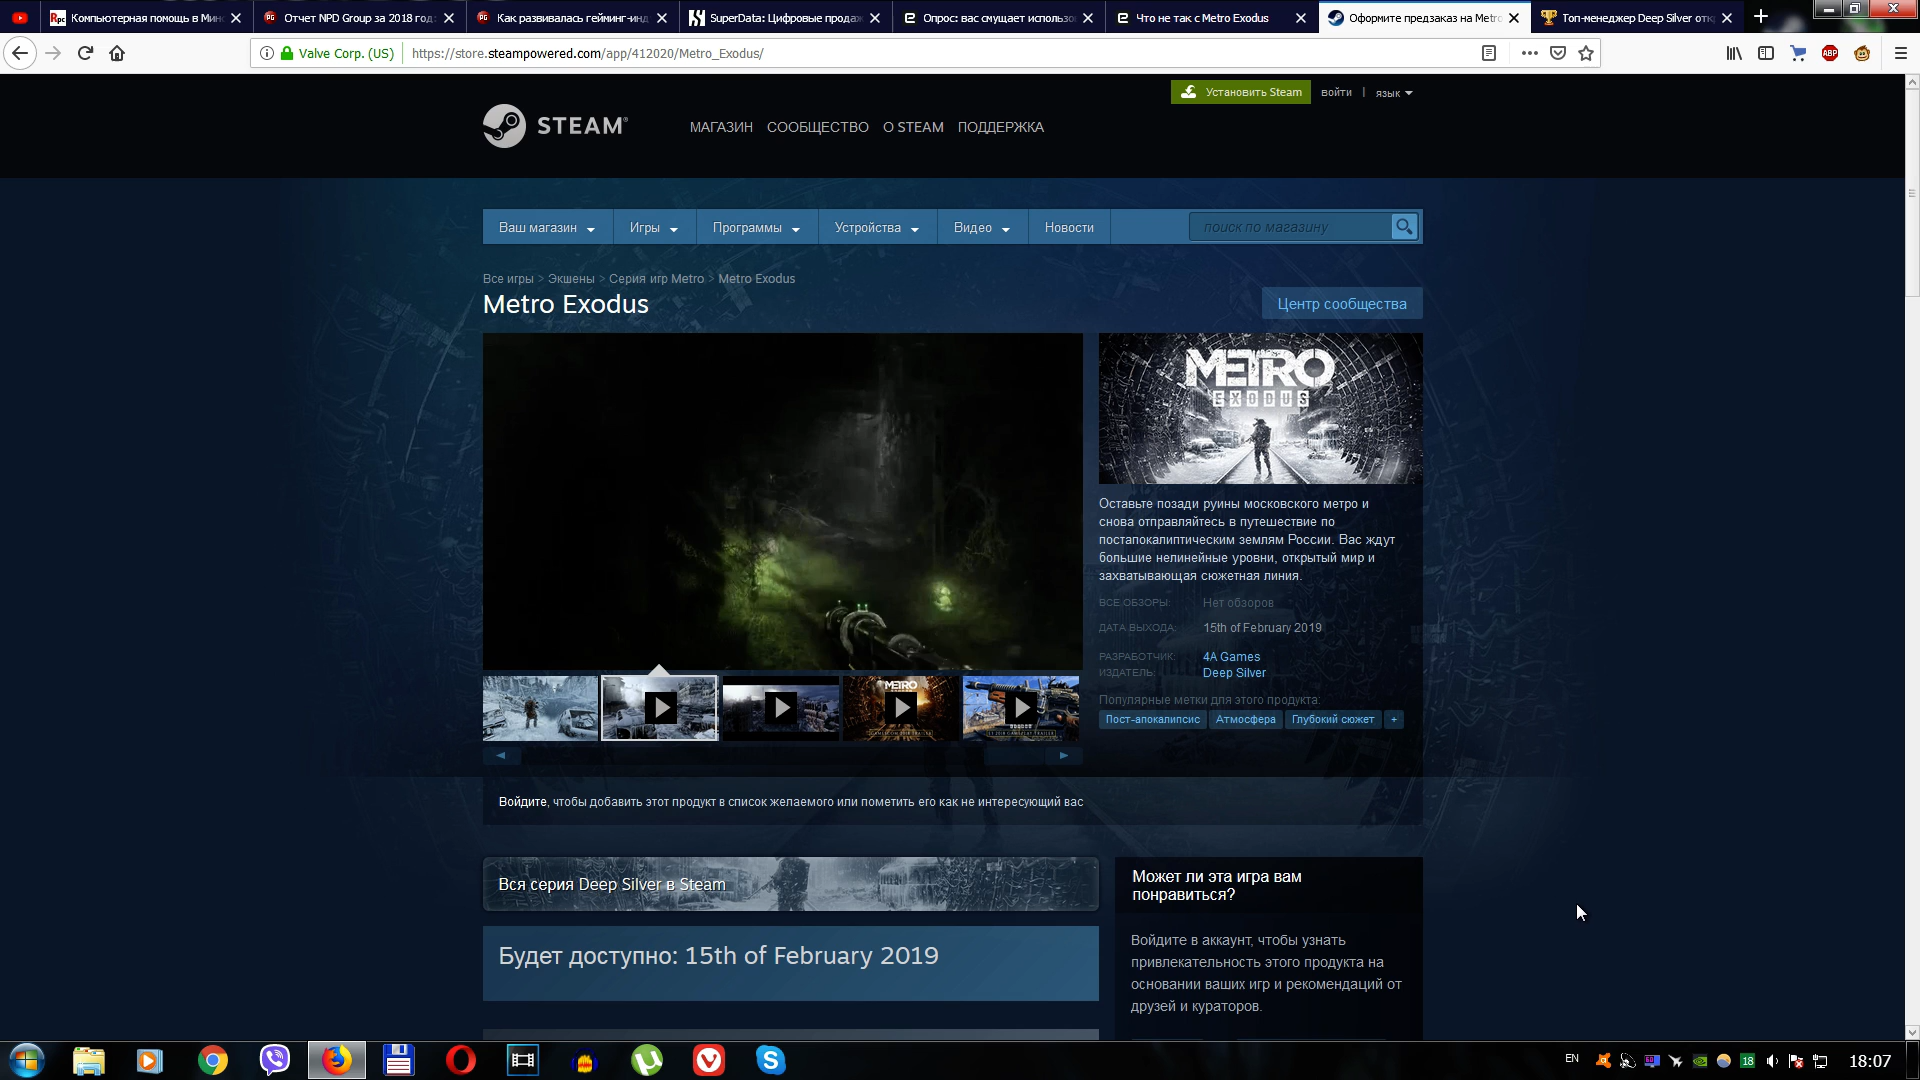 Компьютерная помощь в Минс
Отчет NPD Group за 2018 год:
Как развивалась гейминг-инд
SuperData: Цифровые продаж
Опрос: вас смущает использо
Что не так с Metro Exodus
Оформите предзаказ на Metro
Топ-менеджер Deep Silver отк
Valve Corp. (US)
https://store.steampowered.com/app/412020/Metro_Exodus/
ABP
Установить Steam
войти | язык
STEAM®
МАГАЗИН СООБЩЕСТВО О STEAM ПОДДЕРЖКА
Ваш магазин Игры Программы Устройства Видео Новости поиск по магазину
Все игры > Экшены > Серия игр Metro > Metro Exodus
Metro Exodus
Центр сообщества
METRO
EXODUS
Оставьте позади руины московского метро и
снова отправляйтесь в путешествие по
постапокалиптическим землям России. Вас ждут
большие нелинейные уровни, открытый мир и
захватывающая сюжетная линия.
ВСЕ ОБЗОРЫ: Нет обзоров
ДАТА ВЫХОДА: 15th of February 2019
РАЗРАБОТЧИК: 4A Games
ИЗДАТЕЛЬ: Deep Silver
Популярные метки для этого продукта:
Пост-апокалипсис Атмосфера Глубокий сюжет +
METRO
Войдите, чтобы добавить этот продукт в список желаемого или пометить его как не интересующий вас
Вся серия Deep Silver в Steam
Будет доступно: 15th of February 2019
Может ли эта игра вам
понравиться?
Войдите в аккаунт, чтобы узнать
привлекательность этого продукта на
основании ваших игр и рекомендаций от
друзей и кураторов.
EN
18
18:07